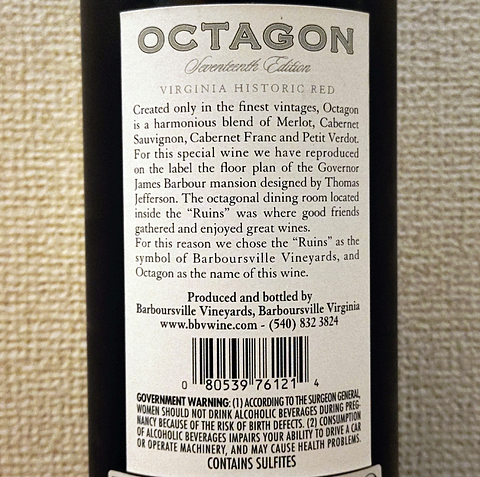 OCTAGON
Seventeenth Edition
VIRGINIA HISTORIC RED
Created only in the finest vintages, Octagon
is a harmonious blend of Merlot, Cabernet
Sauvignon, Cabernet Franc and Petit Verdot.
For this special wine we have reproduced
on the label the floor plan of the Governor
James Barbour mansion designed by Thomas
Jefferson. The octagonal dining room located
inside the “Ruins” was where good friends
gathered and enjoyed great wines.
For this reason we chose the “Ruins” as the
symbol of Barboursville Vineyards, and
Octagon as the name of this wine.
Produced and bottled by
Barboursville Vineyards, Barboursville Virginia
www.bbvwine.com - (540) 832 3824
0 80539 76121 4
GOVERNMENT WARNING: (1) ACCORDING TO THE SURGEON GENERAL,
WOMEN SHOULD NOT DRINK ALCOHOLIC BEVERAGES DURING PREG-
NANCY BECAUSE OF THE RISK OF BIRTH DEFECTS. (2) CONSUMPTION
OF ALCOHOLIC BEVERAGES IMPAIRS YOUR ABILITY TO DRIVE A CAR
OR OPERATE MACHINERY, AND MAY CAUSE HEALTH PROBLEMS.
CONTAINS SULFITES